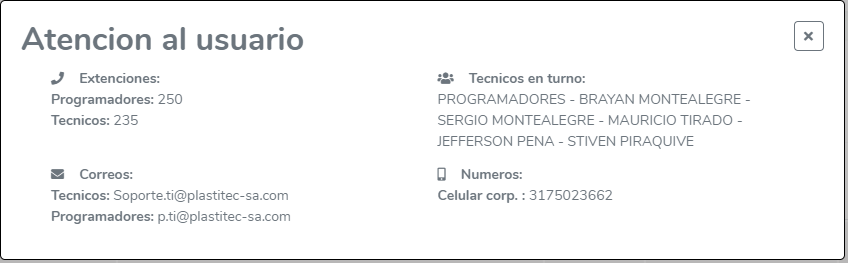 Atencion al usuario
Extenciones:
Programadores: 250
Tecnicos: 235
Tecnicos en turno:
PROGRAMADORES - BRAYAN MONTEALEGRE -
SERGIO MONTEALEGRE - MAURICIO TIRADO -
JEFFERSON PENA - STIVEN PIRAQUIVE
Correos:
Tecnicos: Soporte.ti@plastitec-sa.com
Programadores: p.ti@plastitec-sa.com
Numeros:
Celular corp. : 3175023662